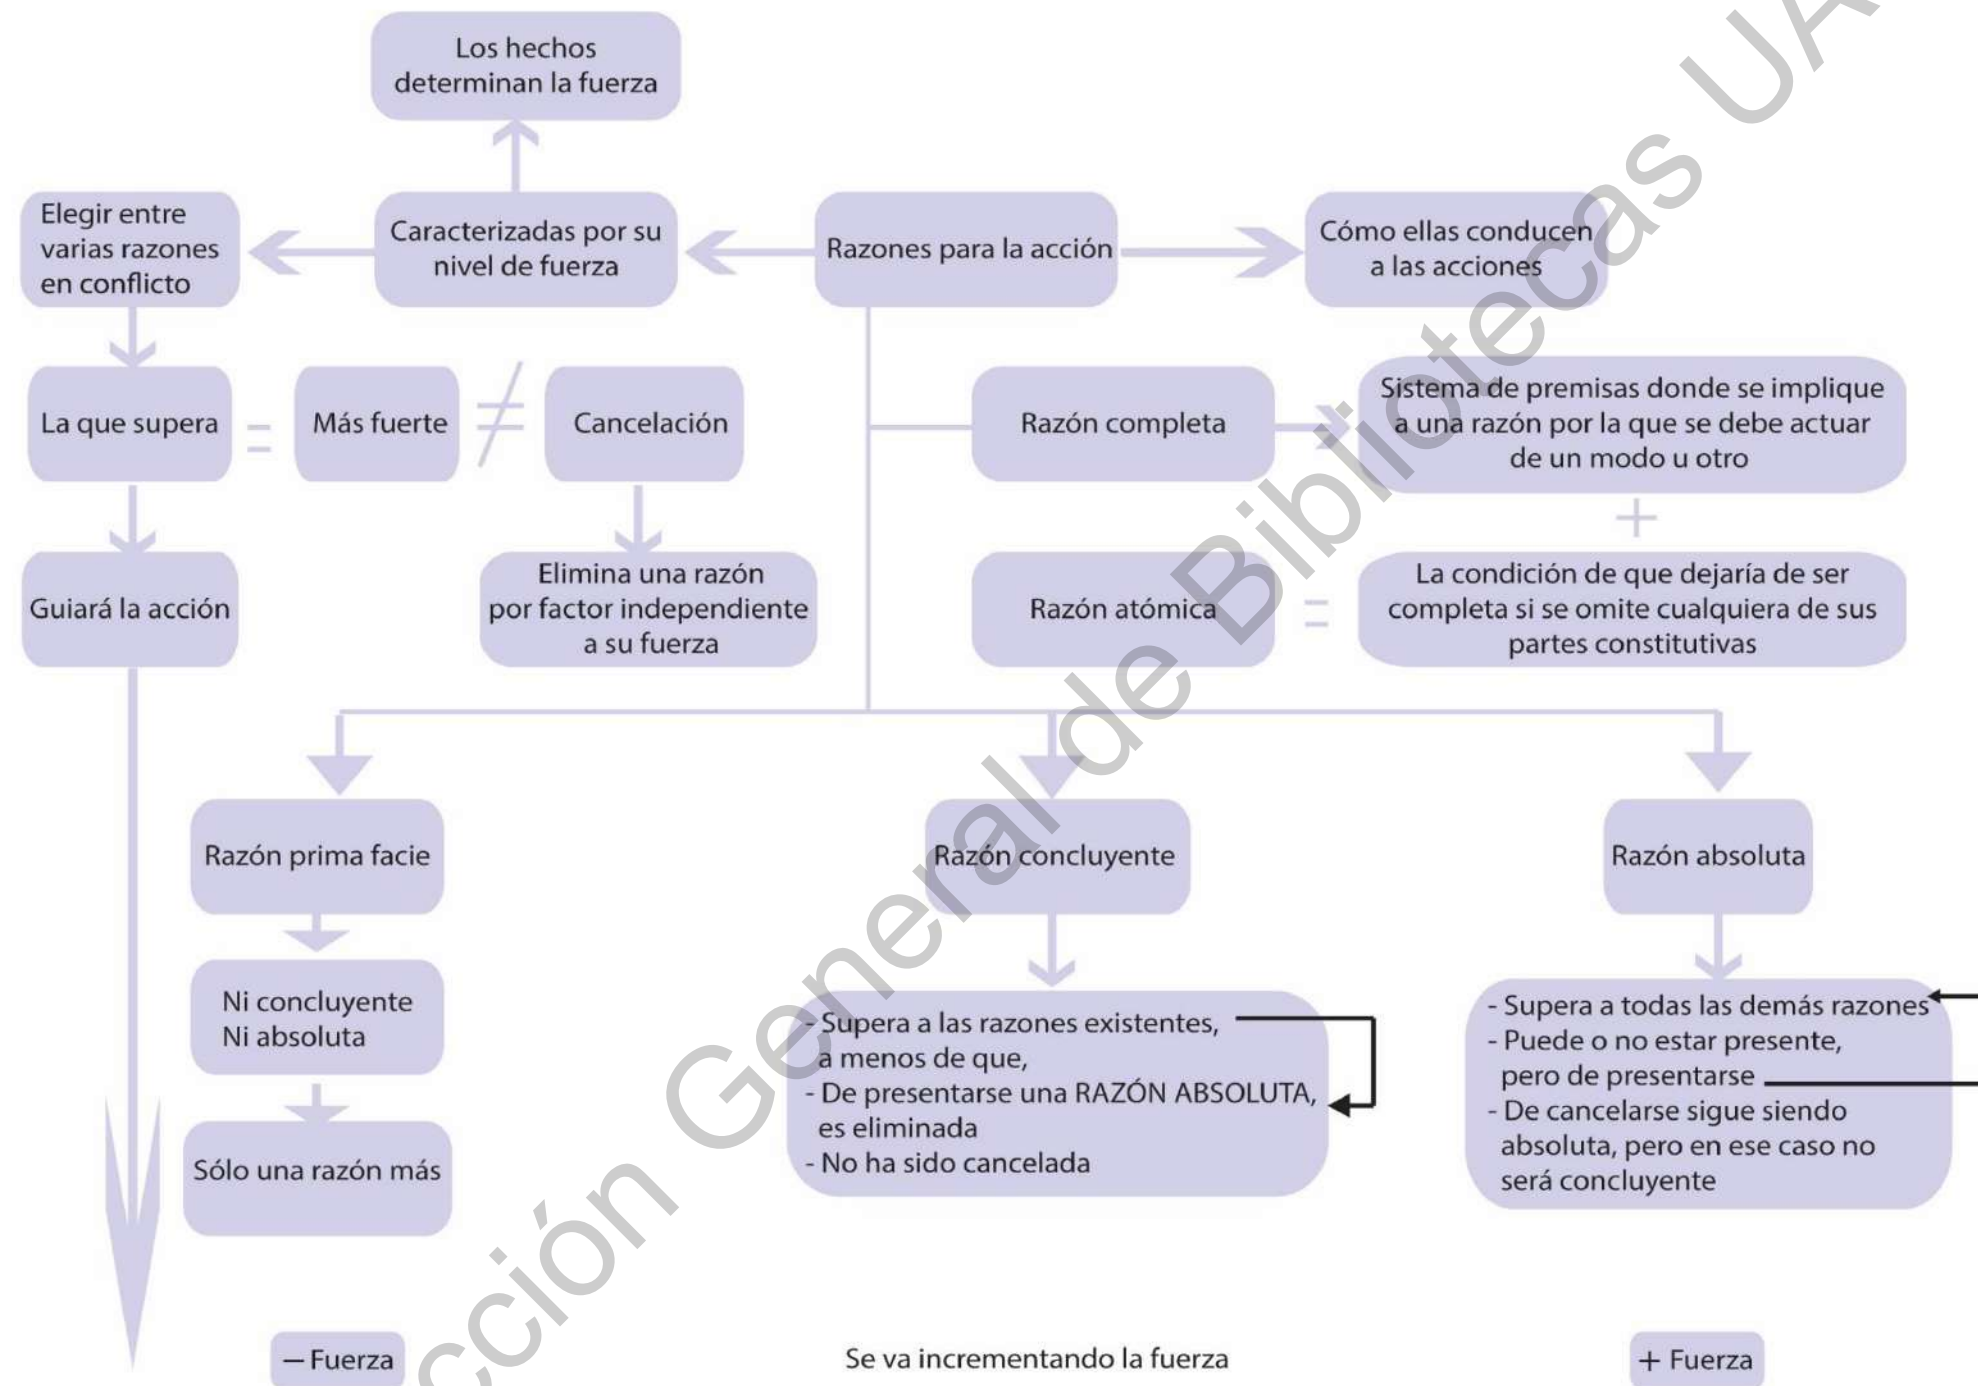 Los hechos
determinan la fuerza
Elegir entre
varias razones
en conflicto
Caracterizadas por su
nivel de fuerza
Razones para la acción
Cómo ellas conducen
a las acciones
La que supera
=
Más fuerte
≠
Cancelación
Razón completa
Sistema de premisas donde se implique
a una razón por la que se debe actuar
de un modo u otro
+
Guiará la acción
Elimina una razón
por factor independiente
a su fuerza
Razón atómica
=
La condición de que dejaría de ser
completa si se omite cualquiera de sus
partes constitutivas
Razón prima facie
Razón concluyente
Razón absoluta
Ni concluyente
Ni absoluta
Sólo una razón más
- Supera a las razones existentes,
a menos de que,
- De presentarse una RAZÓN ABSOLUTA,
es eliminada
- No ha sido cancelada
- Supera a todas las demás razones
- Puede o no estar presente,
pero de presentarse
- De cancelarse sigue siendo
absoluta, pero en ese caso no
será concluyente
– Fuerza
Se va incrementando la fuerza
+ Fuerza
cción General de Bibliotecas UA